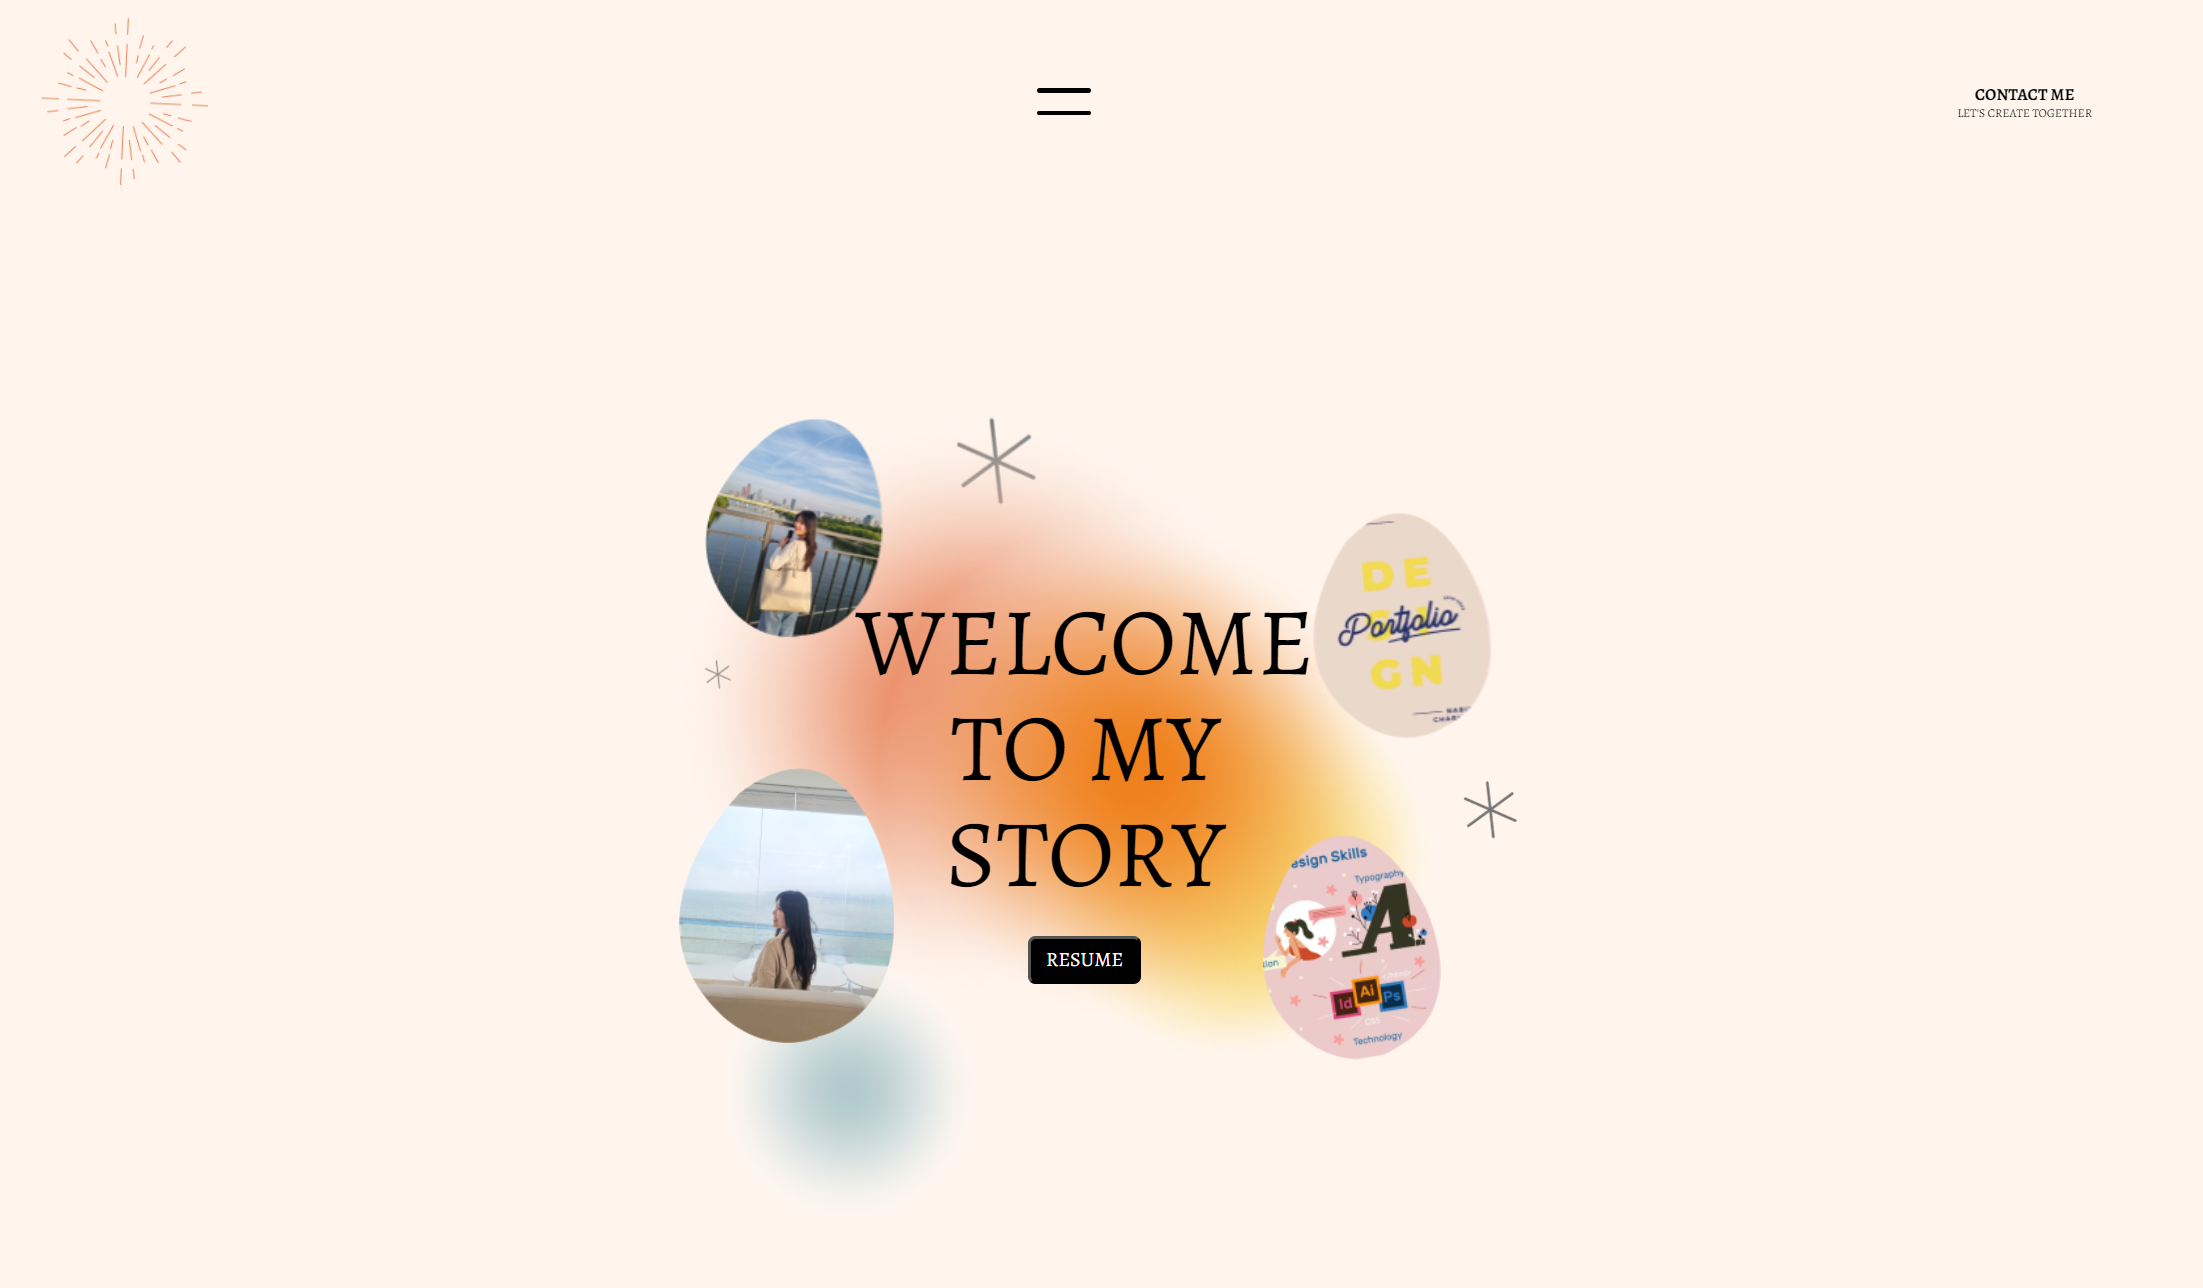 CONTACT ME
LET'S CREATE TOGETHER
WELCOME
TO MY
STORY
RESUME
DE
Portfolio
GN
esign Skills
Typography
A
Id Ai Ps
CSS
Technology